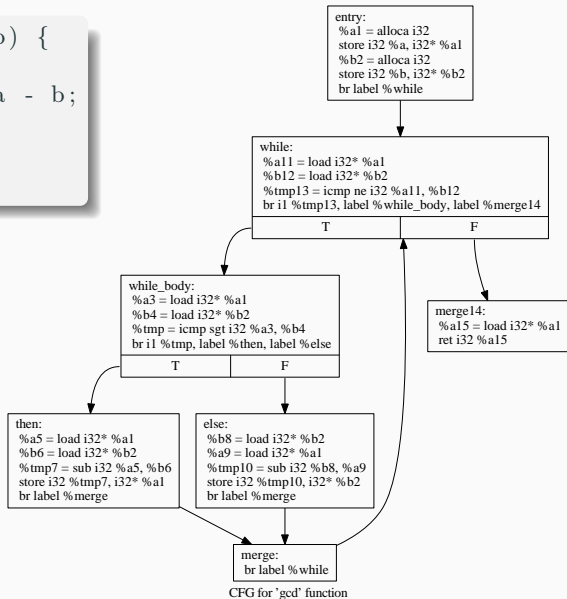 b) {
a - b;
entry:
%a1 = alloca i32
store i32 %a, i32* %a1
%b2 = alloca i32
store i32 %b, i32* %b2
br label %while
while:
%a11 = load i32* %a1
%b12 = load i32* %b2
%tmp13 = icmp ne i32 %a11, %b12
br i1 %tmp13, label %while_body, label %merge14
T F
while_body:
%a3 = load i32* %a1
%b4 = load i32* %b2
%tmp = icmp sgt i32 %a3, %b4
br i1 %tmp, label %then, label %else
T F
merge14:
%a15 = load i32* %a1
ret i32 %a15
then:
%a5 = load i32* %a1
%b6 = load i32* %b2
%tmp7 = sub i32 %a5, %b6
store i32 %tmp7, i32* %a1
br label %merge
else:
%b8 = load i32* %b2
%a9 = load i32* %a1
%tmp10 = sub i32 %b8, %a9
store i32 %tmp10, i32* %b2
br label %merge
merge:
br label %while
CFG for 'gcd' function